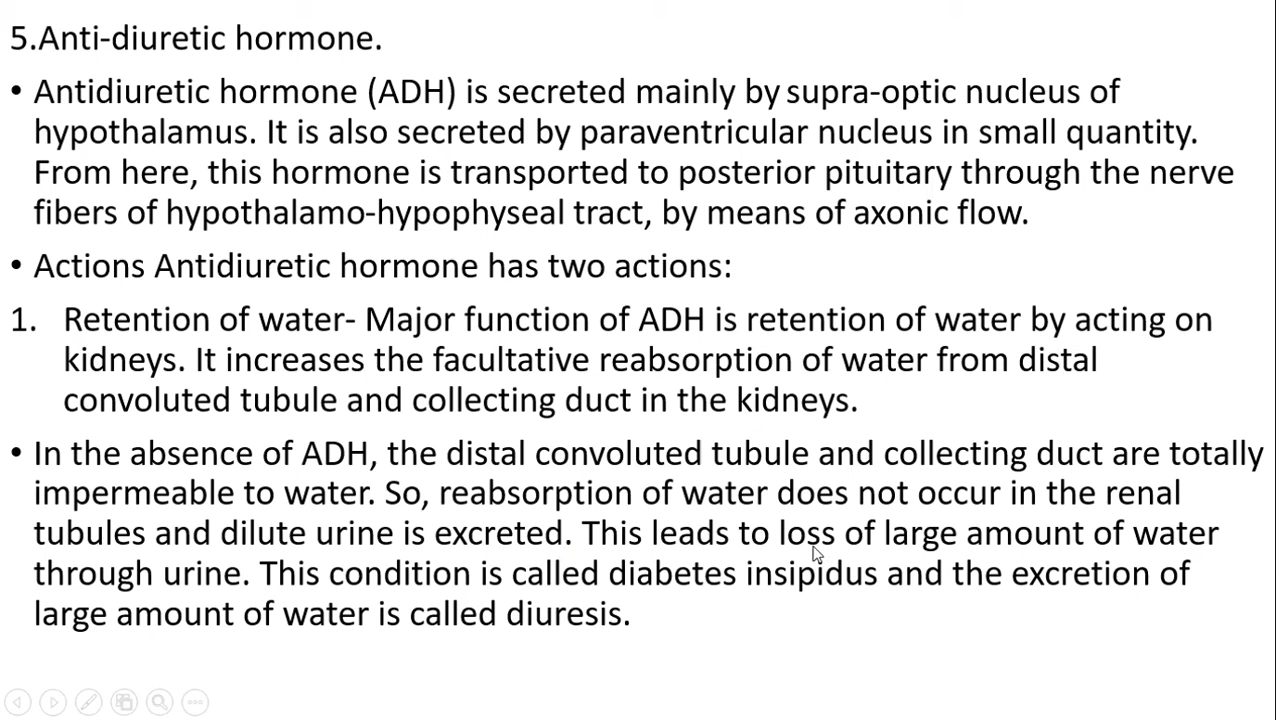 5.Anti-diuretic hormone.
• Antidiuretic hormone (ADH) is secreted mainly by supra-optic nucleus of
hypothalamus. It is also secreted by paraventricular nucleus in small quantity.
From here, this hormone is transported to posterior pituitary through the nerve
fibers of hypothalamo-hypophyseal tract, by means of axonic flow.
• Actions Antidiuretic hormone has two actions:
1. Retention of water- Major function of ADH is retention of water by acting on
kidneys. It increases the facultative reabsorption of water from distal
convoluted tubule and collecting duct in the kidneys.
• In the absence of ADH, the distal convoluted tubule and collecting duct are totally
impermeable to water. So, reabsorption of water does not occur in the renal
tubules and dilute urine is excreted. This leads to loss of large amount of water
through urine. This condition is called diabetes insipidus and the excretion of
large amount of water is called diuresis.